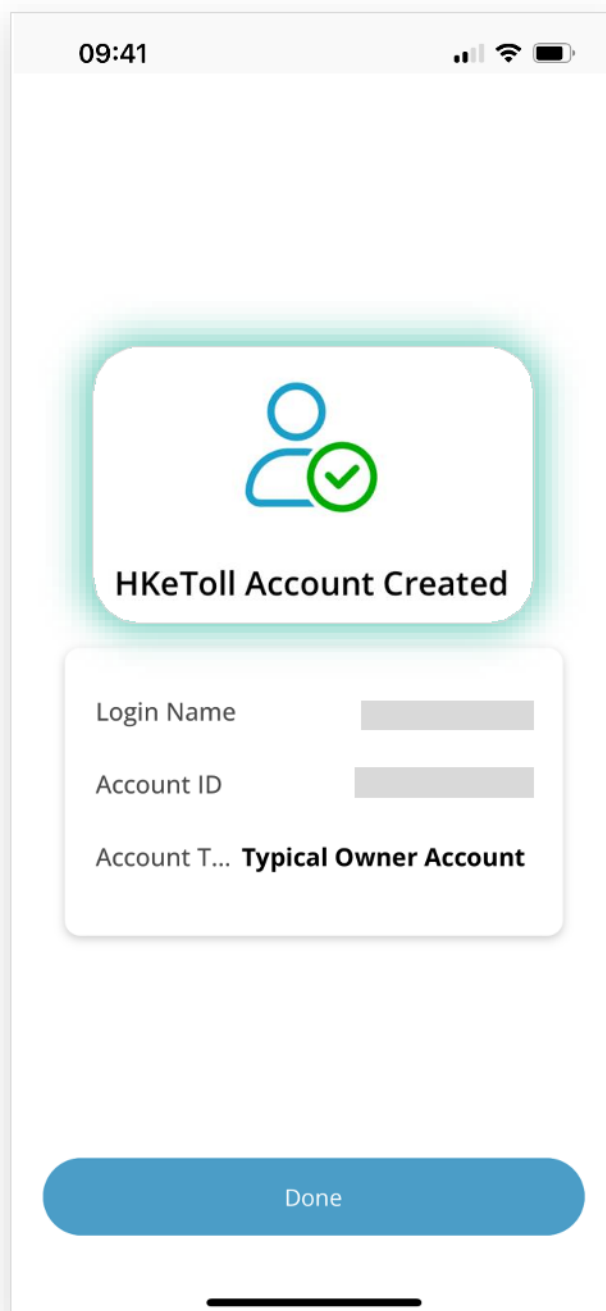 09:41
HKeToll Account Created
Login Name
Account ID
Account T... Typical Owner Account
Done